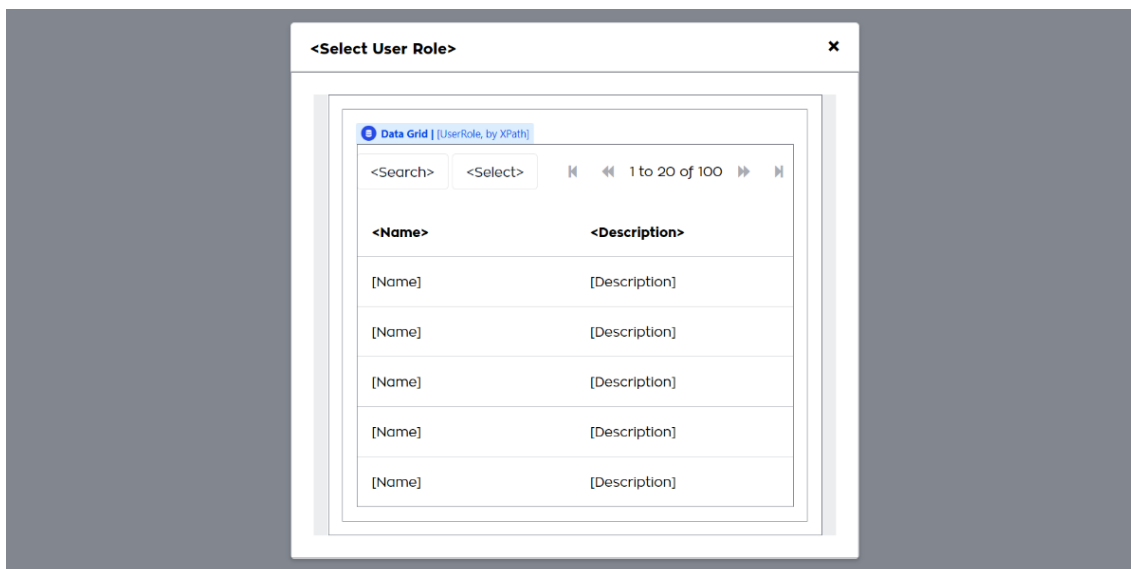 <Select User Role>
Data Grid | [UserRole, by XPath]
<Search> <Select> 1 to 20 of 100
<Name> <Description>
[Name] [Description]
[Name] [Description]
[Name] [Description]
[Name] [Description]
[Name] [Description]